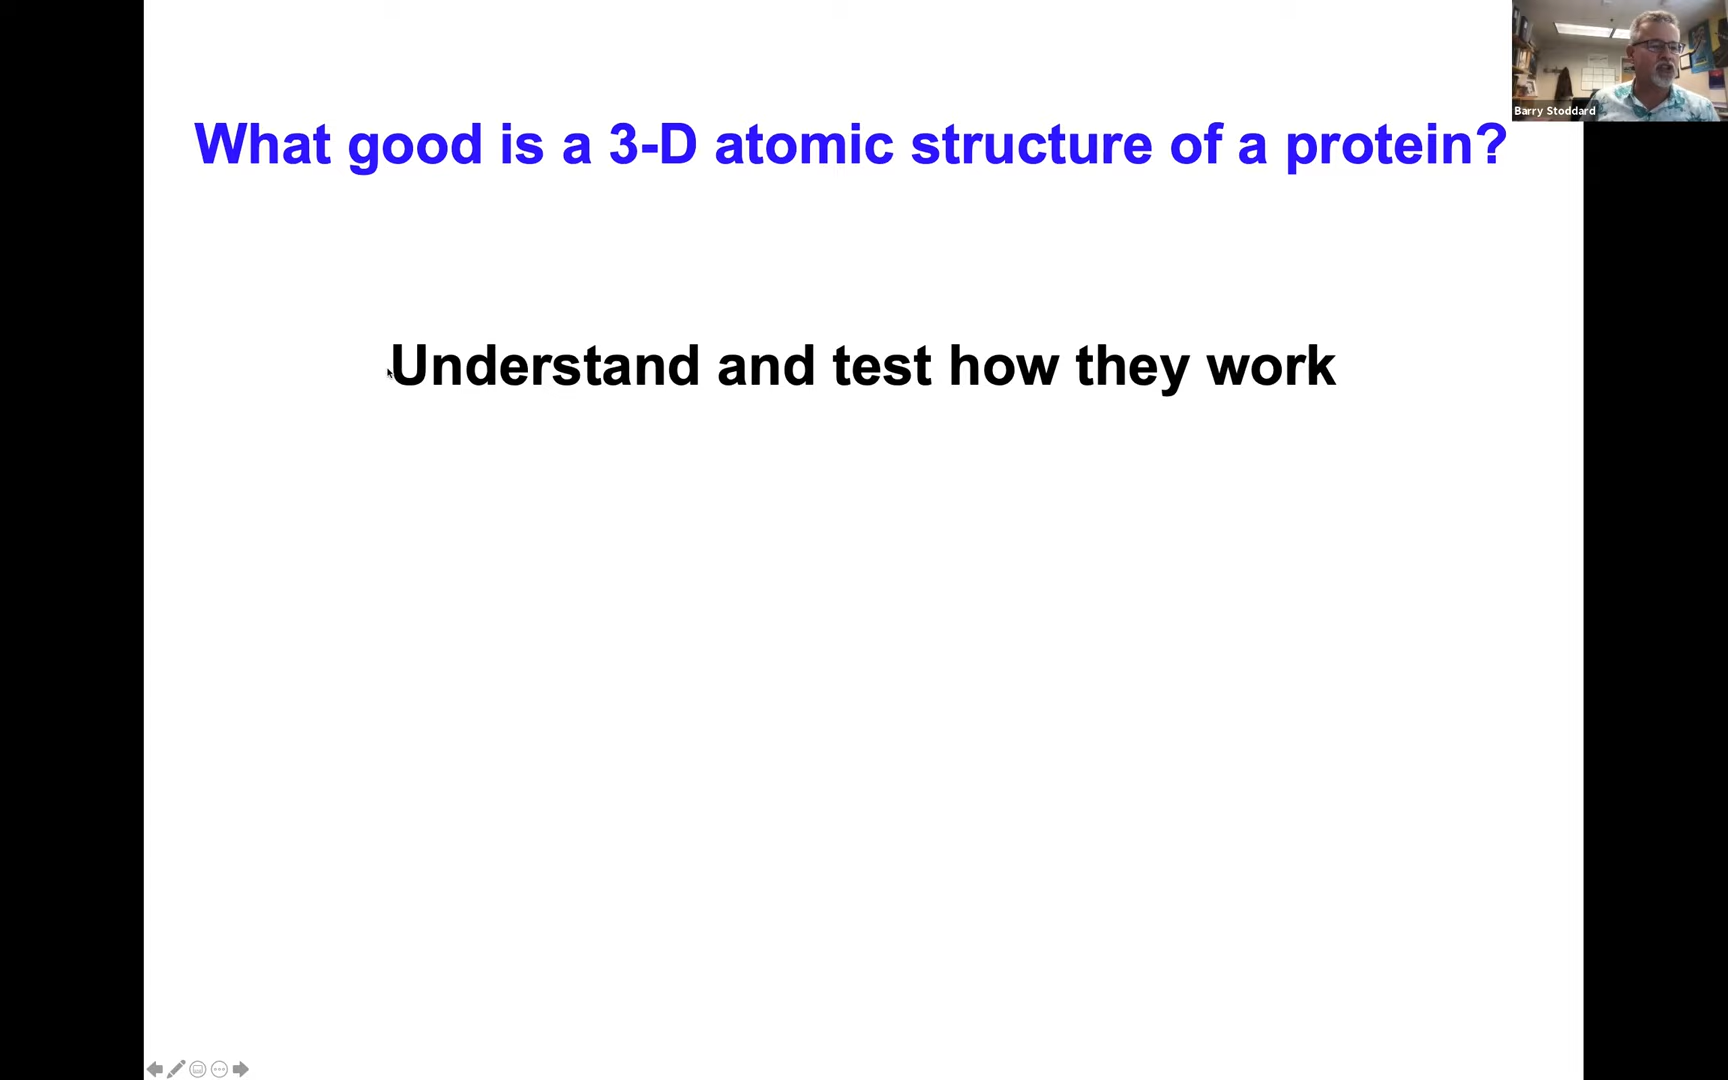 What good is a 3-D atomic structure of a protein?
Barry Stoddard
Understand and test how they work